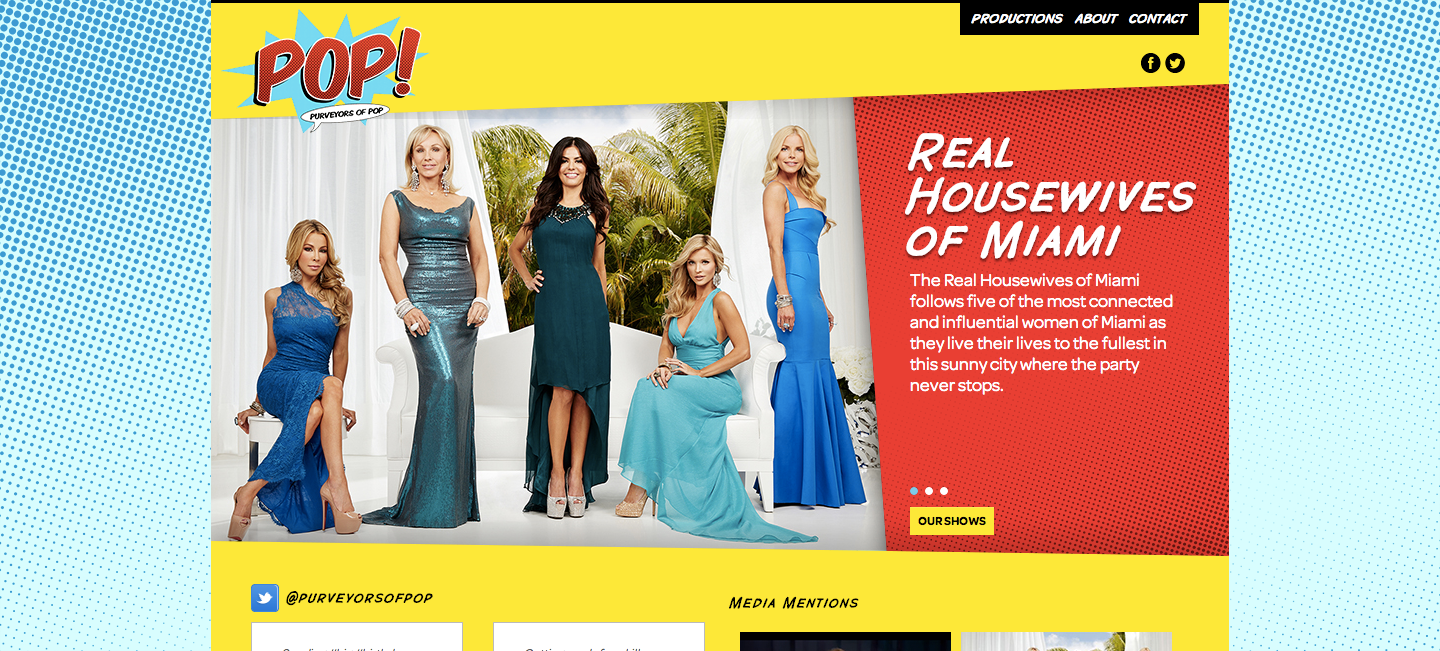 POP!
PURVEYORS OF POP
PRODUCTIONS ABOUT CONTACT
REAL
HOUSEWIVES
OF MIAMI
The Real Housewives of Miami
follows five of the most connected
and influential women of Miami as
they live their lives to the fullest in
this sunny city where the party
never stops.
OUR SHOWS
@PURVEYORSOFPOP
MEDIA MENTIONS